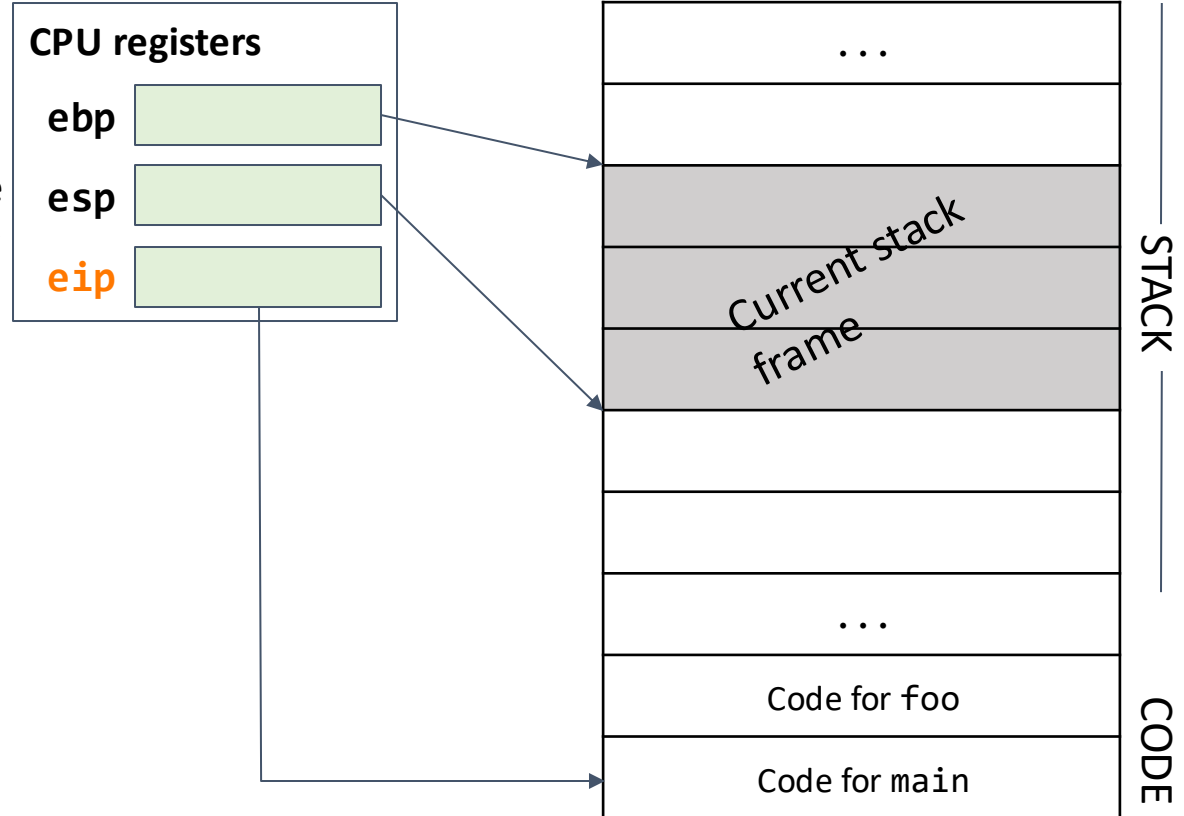 CPU registers
ebp
esp
eip
...
Current stack
frame
...
Code for foo
Code for main
STACK
CODE